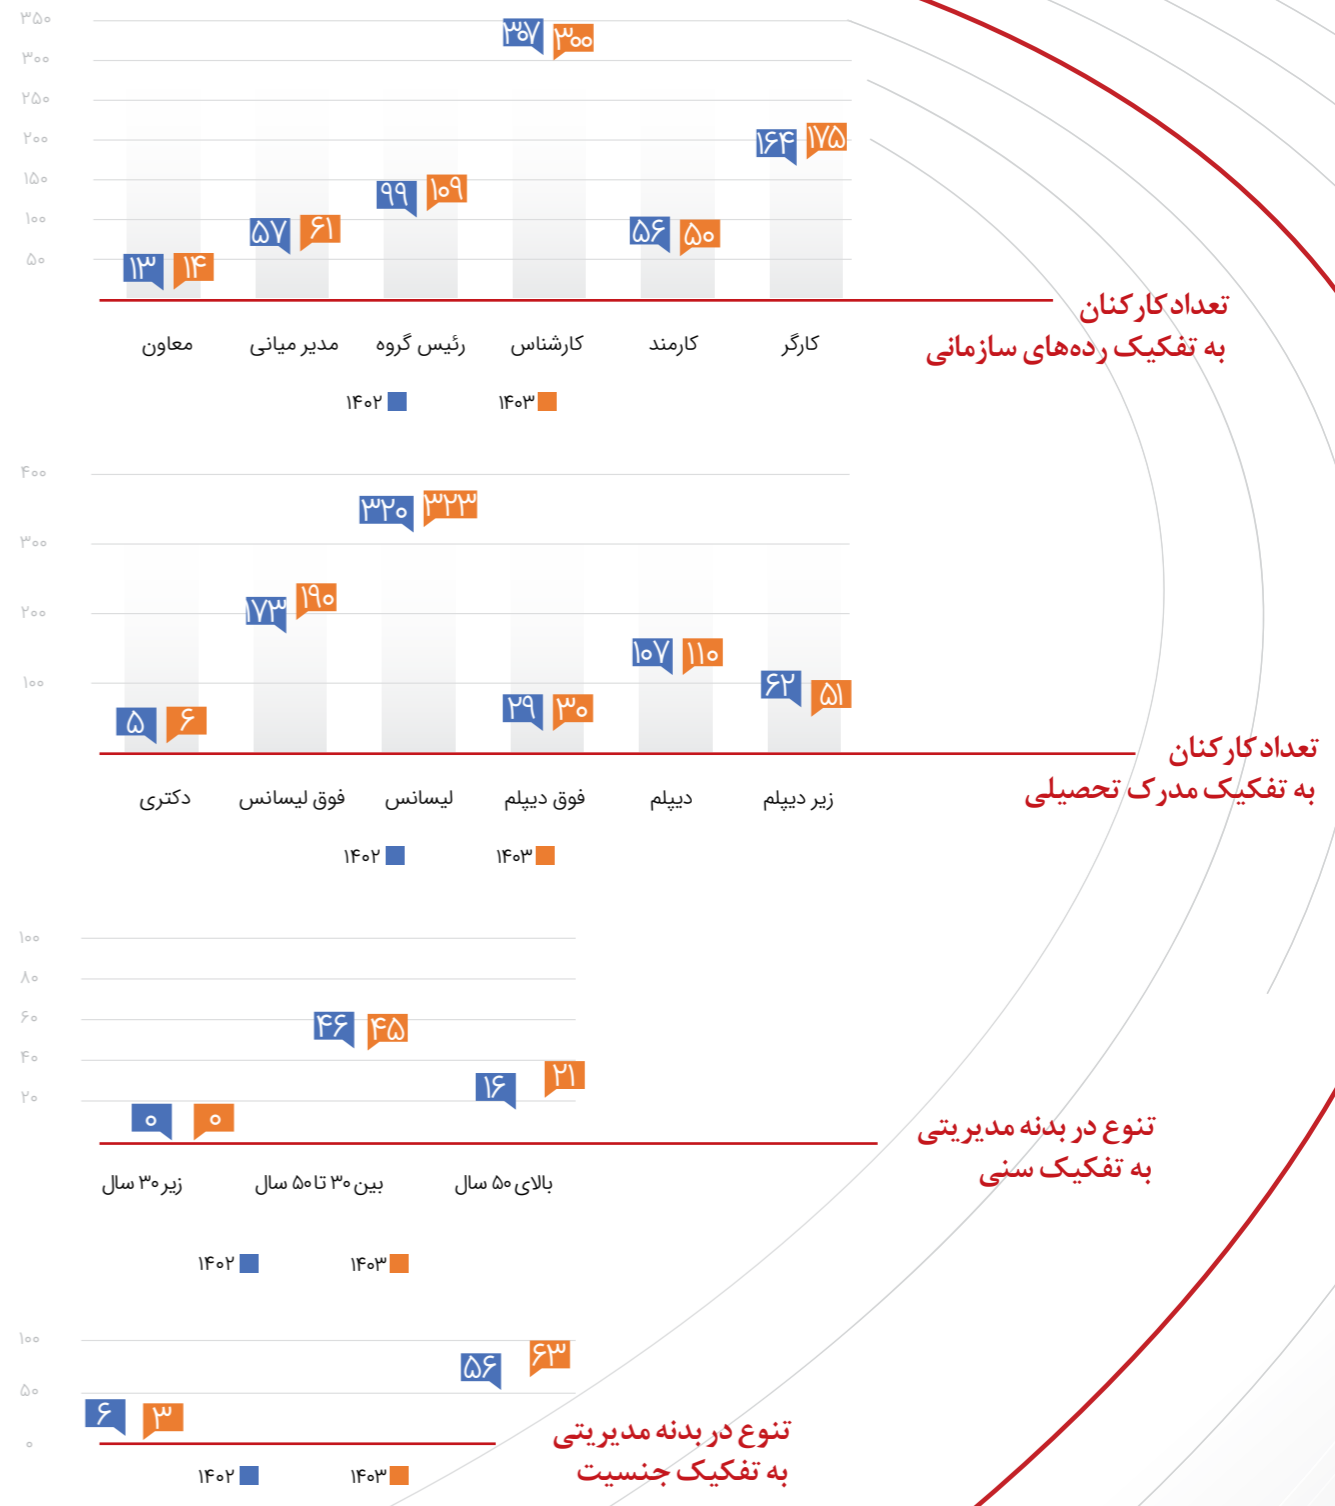 ۳۵۰
۳۰۰
۲۵۰
۲۰۰
۱۵۰
۱۰۰
۵۰
۱۳ ۱۴ ۵۷ ۶۱ ۹۹ ۱۰۹ ۳۰۷ ۳۰۰ ۵۶ ۵۰ ۱۶۴ ۱۷۵
معاون مدیر میانی رئیس گروه کارشناس کارمند کارگر
۱۴۰۲ ۱۴۰۳
تعداد کارکنان
به تفکیک رده‌های سازمانی
۴۰۰
۳۰۰
۲۰۰
۱۰۰
۵ ۶ ۱۷۳ ۱۹۰ ۳۲۰ ۳۲۳ ۲۹ ۳۰ ۱۰۷ ۱۱۰ ۶۲ ۵۱
دکتری فوق لیسانس لیسانس فوق دیپلم دیپلم زیر دیپلم
۱۴۰۲ ۱۴۰۳
تعداد کارکنان
به تفکیک مدرک تحصیلی
۱۰۰
۸۰
۶۰
۴۰
۲۰
۰ ۰ ۴۶ ۴۵ ۱۶ ۲۱
زیر ۳۰ سال بین ۳۰ تا ۵۰ سال بالای ۵۰ سال
۱۴۰۲ ۱۴۰۳
تنوع در بدنه مدیریتی
به تفکیک سنی
۱۰۰
۵۰
۰
۶ ۳ ۵۶ ۶۳
۱۴۰۲ ۱۴۰۳
تنوع در بدنه مدیریتی
به تفکیک جنسیت